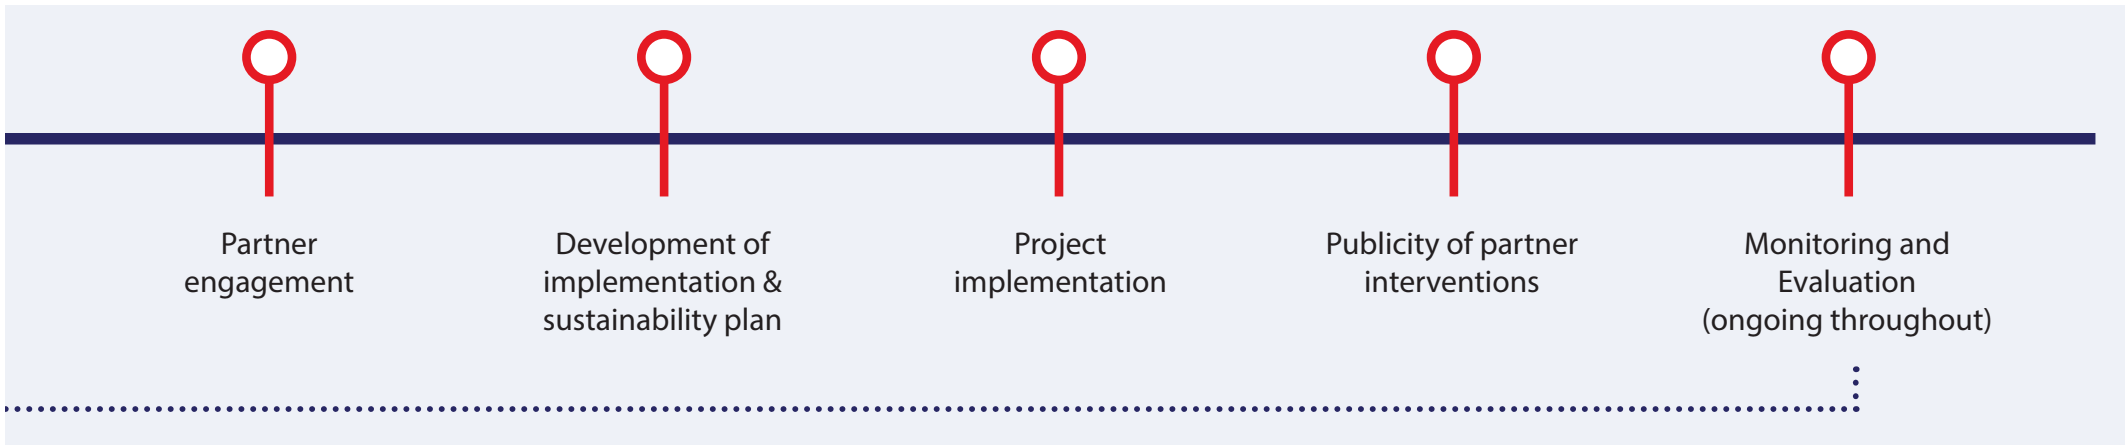 Partner
engagement
Development of
implementation &
sustainability plan
Project
implementation
Publicity of partner
interventions
Monitoring and
Evaluation
(ongoing throughout)